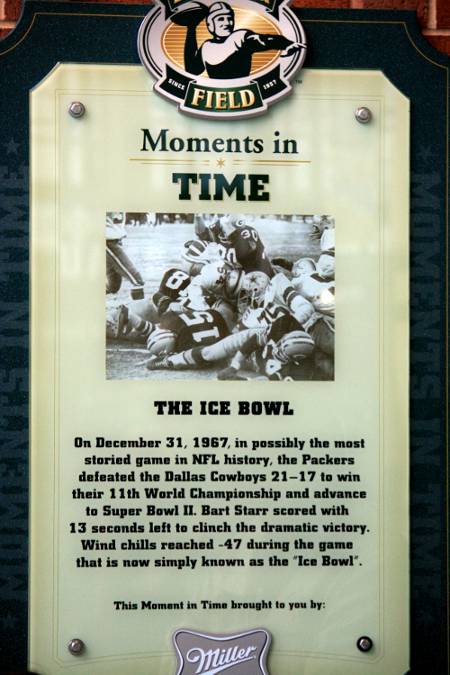 SINCE 1957
FIELD
Moments in
TIME
30
15
THE ICE BOWL
On December 31, 1967, in possibly the most
storied game in NFL history, the Packers
defeated the Dallas Cowboys 21–17 to win
their 11th World Championship and advance
to Super Bowl II. Bart Starr scored with
13 seconds left to clinch the dramatic victory.
Wind chills reached -47 during the game
that is now simply known as the "Ice Bowl".
This Moment in Time brought to you by:
Miller
MOMENTS IN TIME
MOMENTS IN TIME